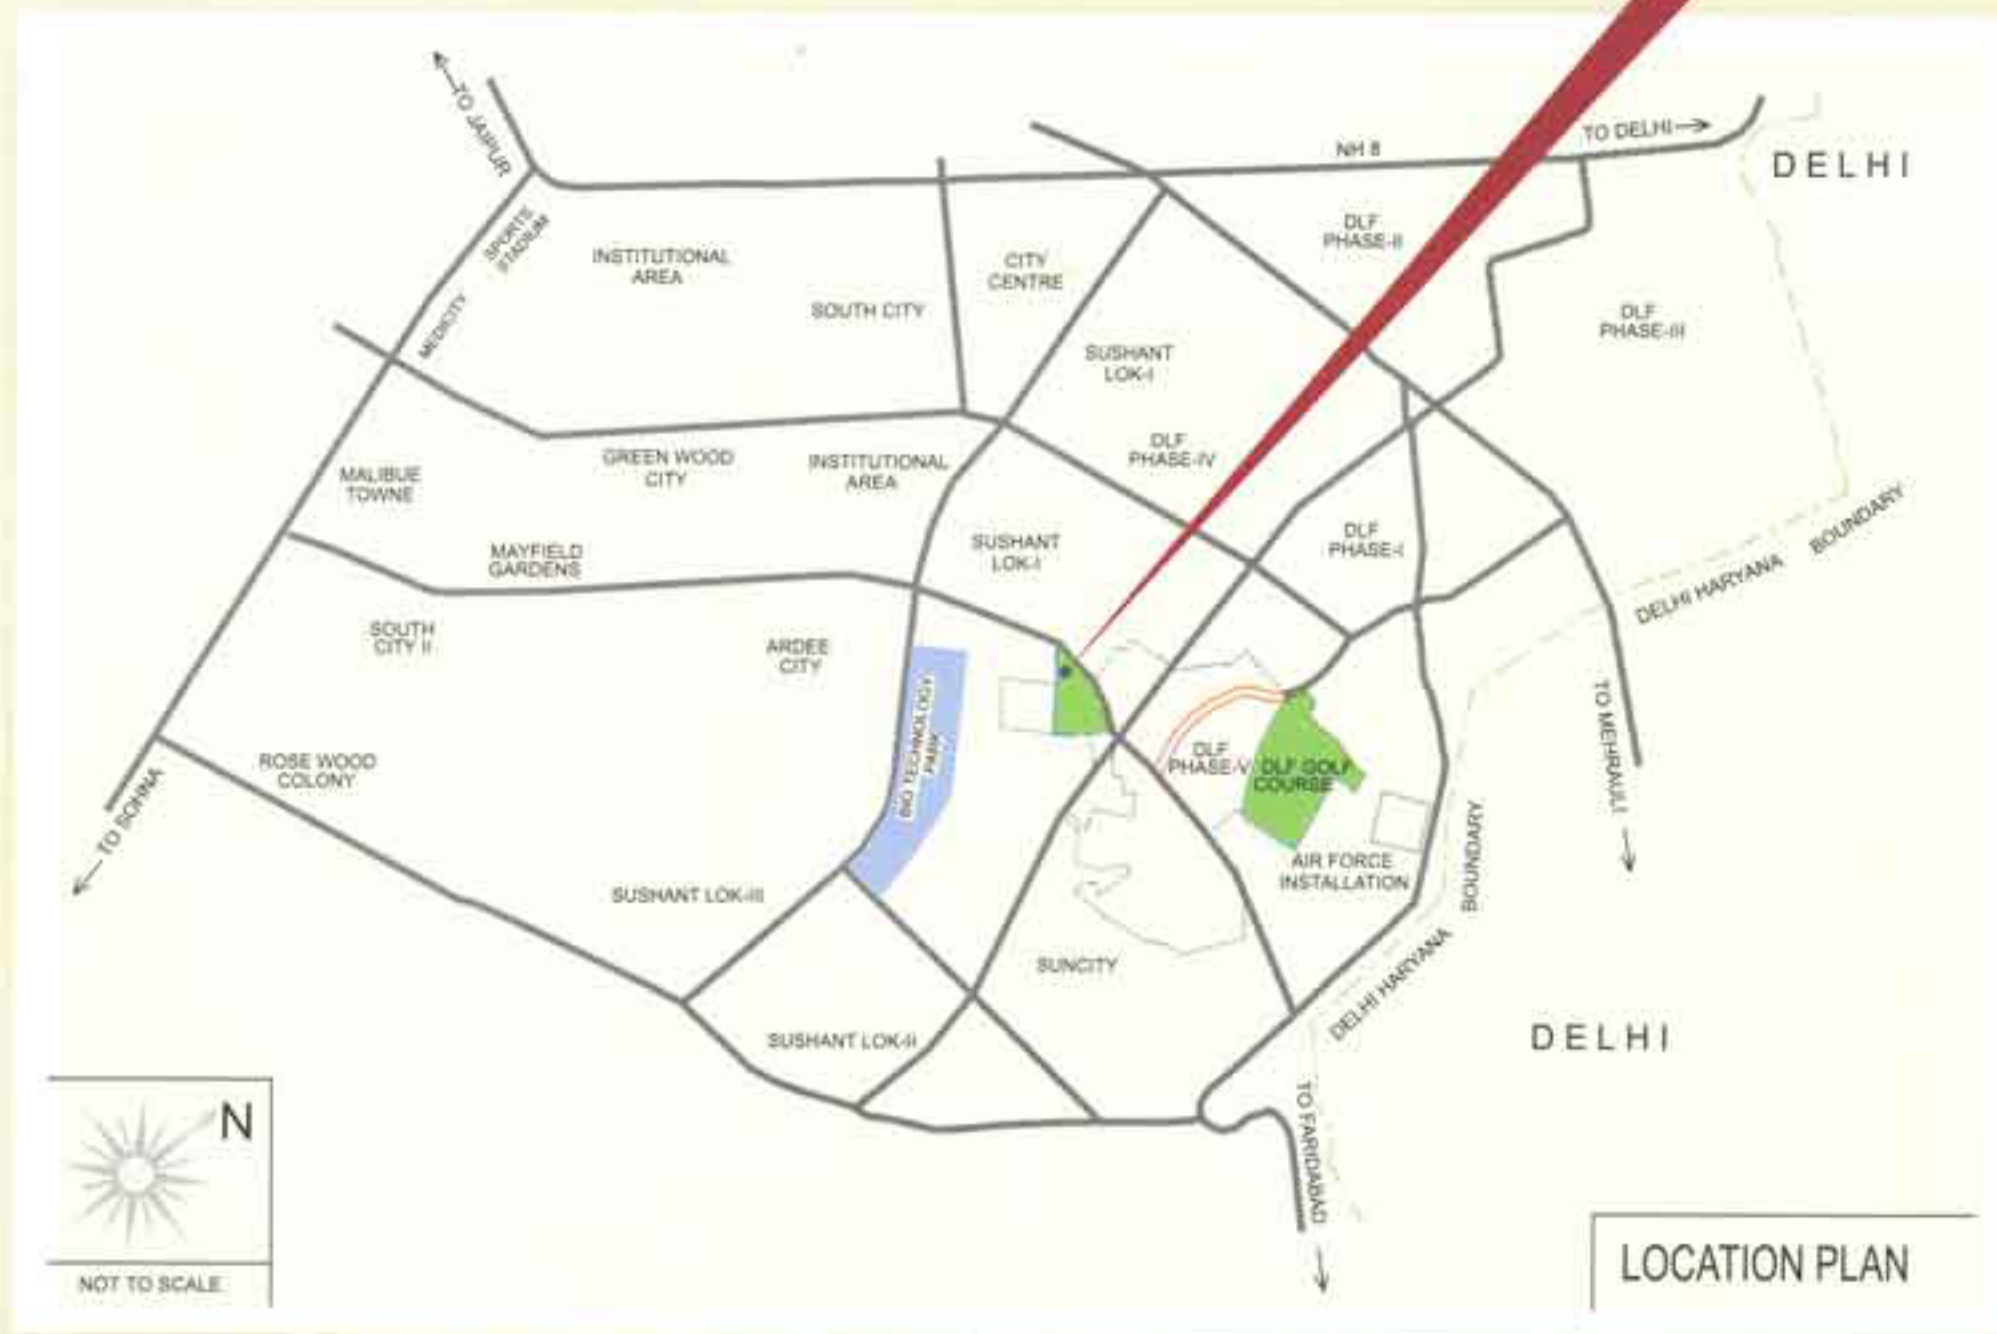 TO JAIPUR
NH 8
TO DELHI
DELHI
SPORTS
STADIUM
INSTITUTIONAL
AREA
CITY
CENTRE
DLF
PHASE-II
MEDICITY
SOUTH CITY
DLF
PHASE-III
SUSHANT
LOK-I
MALIBUE
TOWNE
GREEN WOOD
CITY
INSTITUTIONAL
AREA
DLF
PHASE-IV
MAYFIELD
GARDENS
SUSHANT
LOK-I
DLF
PHASE-I
DELHI HARYANA BOUNDARY
SOUTH
CITY II
ARDEE
CITY
BIO TECHNOLOGY
PARK
TO MEHRAULI
ROSE WOOD
COLONY
DLF
PHASE-V
DLF GOLF
COURSE
TO SOHNA
AIR FORCE
INSTALLATION
SUSHANT LOK-III
DELHI HARYANA BOUNDARY
SUNCITY
SUSHANT LOK-II
DELHI
TO FARIDABAD
N
NOT TO SCALE
LOCATION PLAN